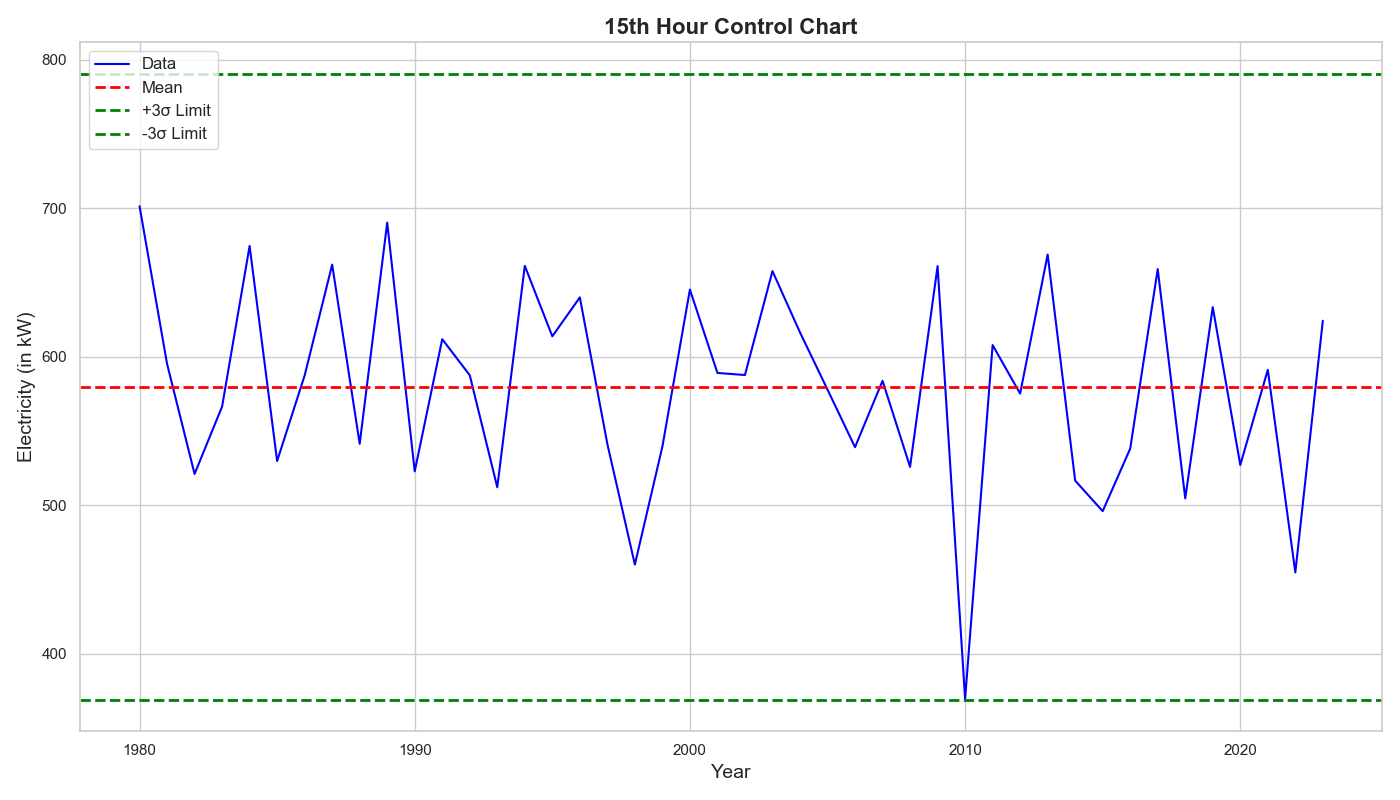 15th Hour Control Chart
Data
Mean
+3σ Limit
-3σ Limit
800
700
600
500
400
Electricity (in kW)
1980
1990
2000
2010
2020
Year